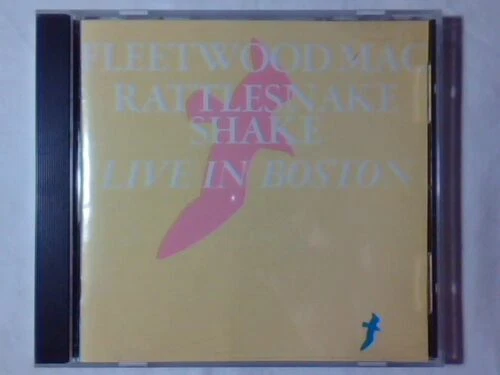 FLEETWOOD MAC
RATTLESNAKE
SHAKE
LIVE IN BOSTON